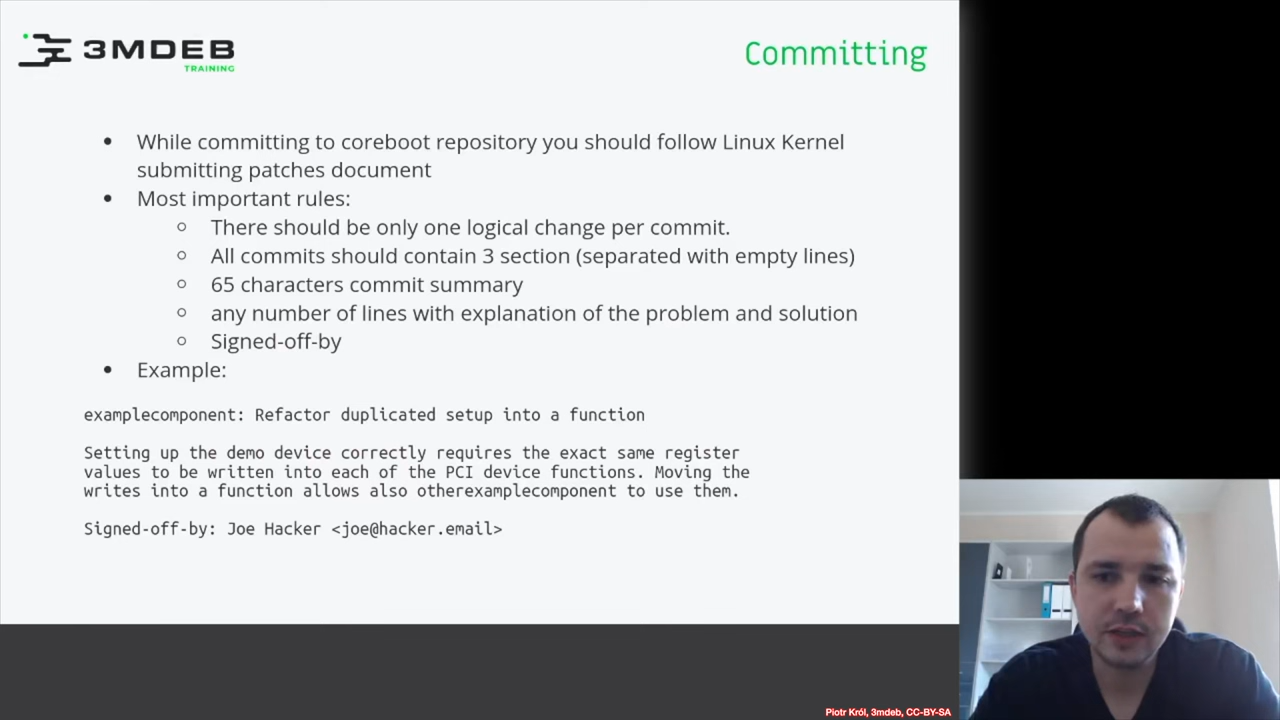 3MDEB
TRAINING
Committing
While committing to coreboot repository you should follow Linux Kernel
submitting patches document
Most important rules:
There should be only one logical change per commit.
All commits should contain 3 section (separated with empty lines)
65 characters commit summary
any number of lines with explanation of the problem and solution
Signed-off-by
Example:
examplecomponent: Refactor duplicated setup into a function
Setting up the demo device correctly requires the exact same register
values to be written into each of the PCI device functions. Moving the
writes into a function allows also otherexamplecomponent to use them.
Signed-off-by: Joe Hacker <joe@hacker.email>
Piotr Król, 3mdeb, CC-BY-SA